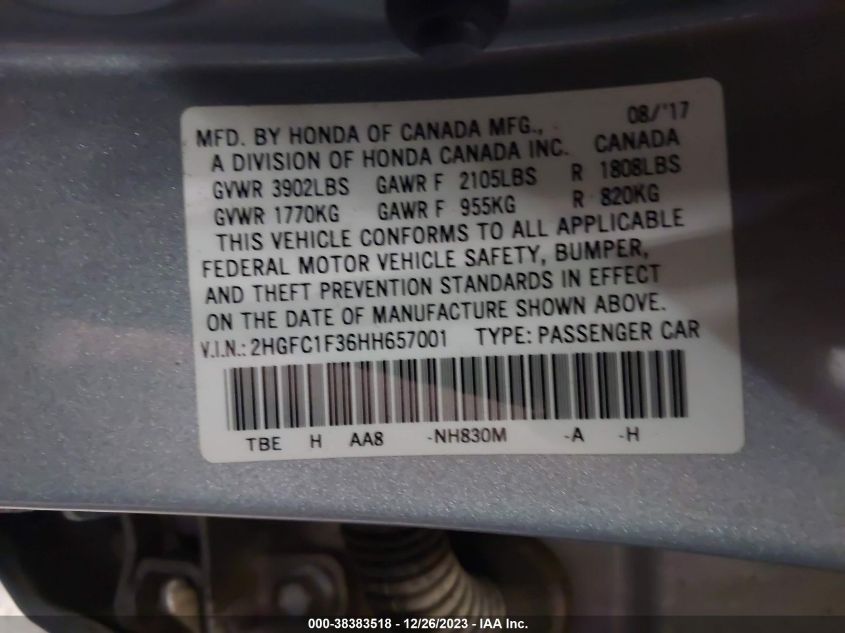 08/'17
MFD. BY HONDA OF CANADA MFG., CANADA
A DIVISION OF HONDA CANADA INC.
GVWR 3902LBS GAWR F 2105LBS R 1808LBS
GVWR 1770KG GAWR F 955KG R 820KG
THIS VEHICLE CONFORMS TO ALL APPLICABLE
FEDERAL MOTOR VEHICLE SAFETY, BUMPER,
AND THEFT PREVENTION STANDARDS IN EFFECT
ON THE DATE OF MANUFACTURE SHOWN ABOVE.
V.I.N.: 2HGFC1F36HH657001 TYPE: PASSENGER CAR
TBE H AA8 -NH830M -A -H
000-38383518 - 12/26/2023 - IAA Inc.